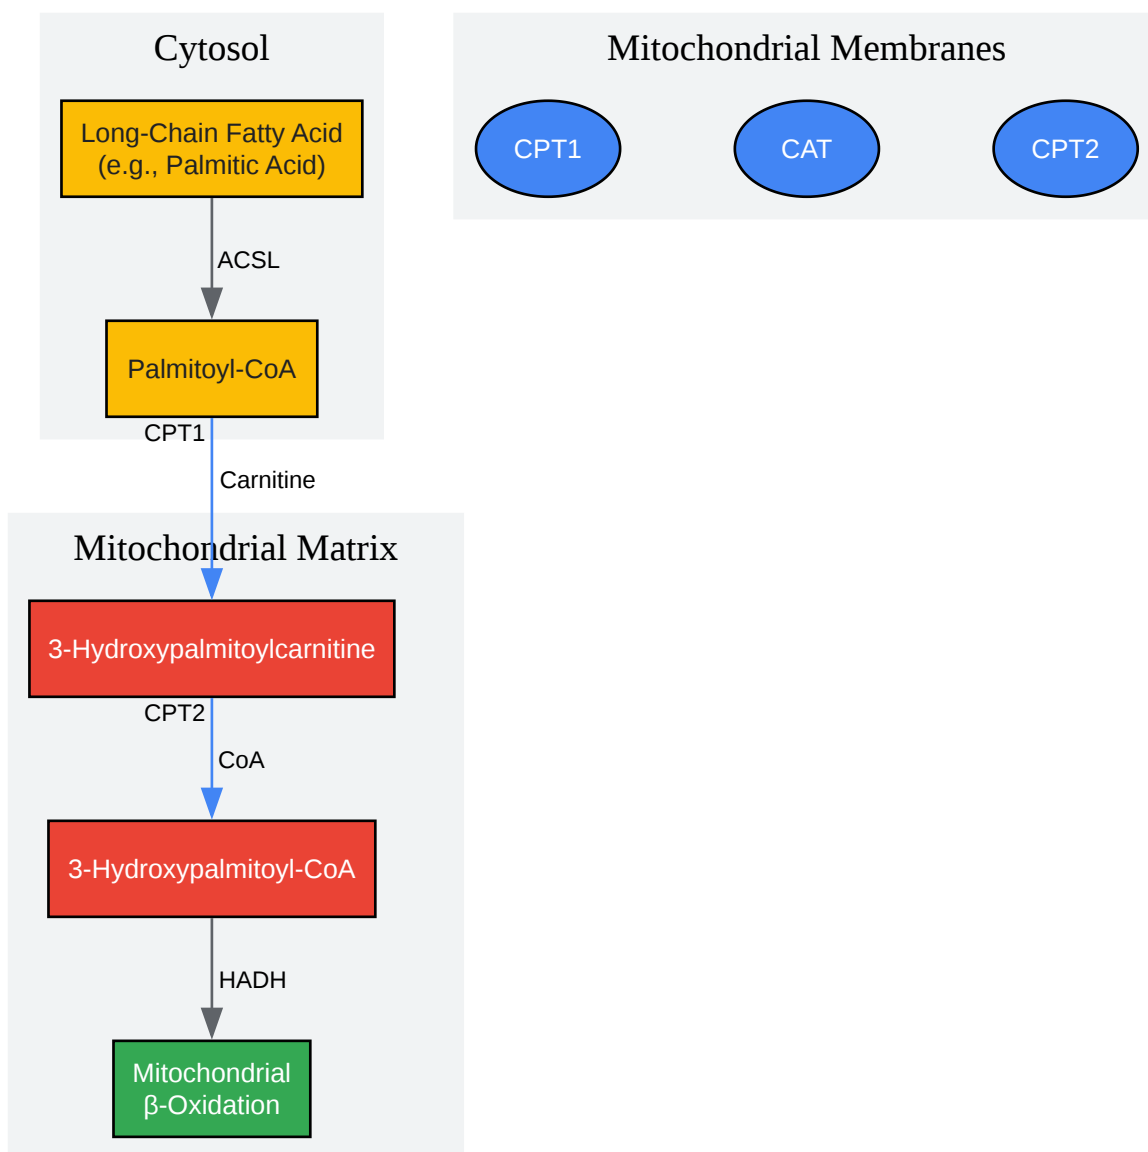 Cytosol
Long-Chain Fatty Acid
(e.g., Palmitic Acid)
ACSL
Palmitoyl-CoA
CPT1
Carnitine
Mitochondrial Membranes
CPT1
CAT
CPT2
Mitochondrial Matrix
3-Hydroxypalmitoylcarnitine
CPT2
CoA
3-Hydroxypalmitoyl-CoA
HADH
Mitochondrial
β-Oxidation